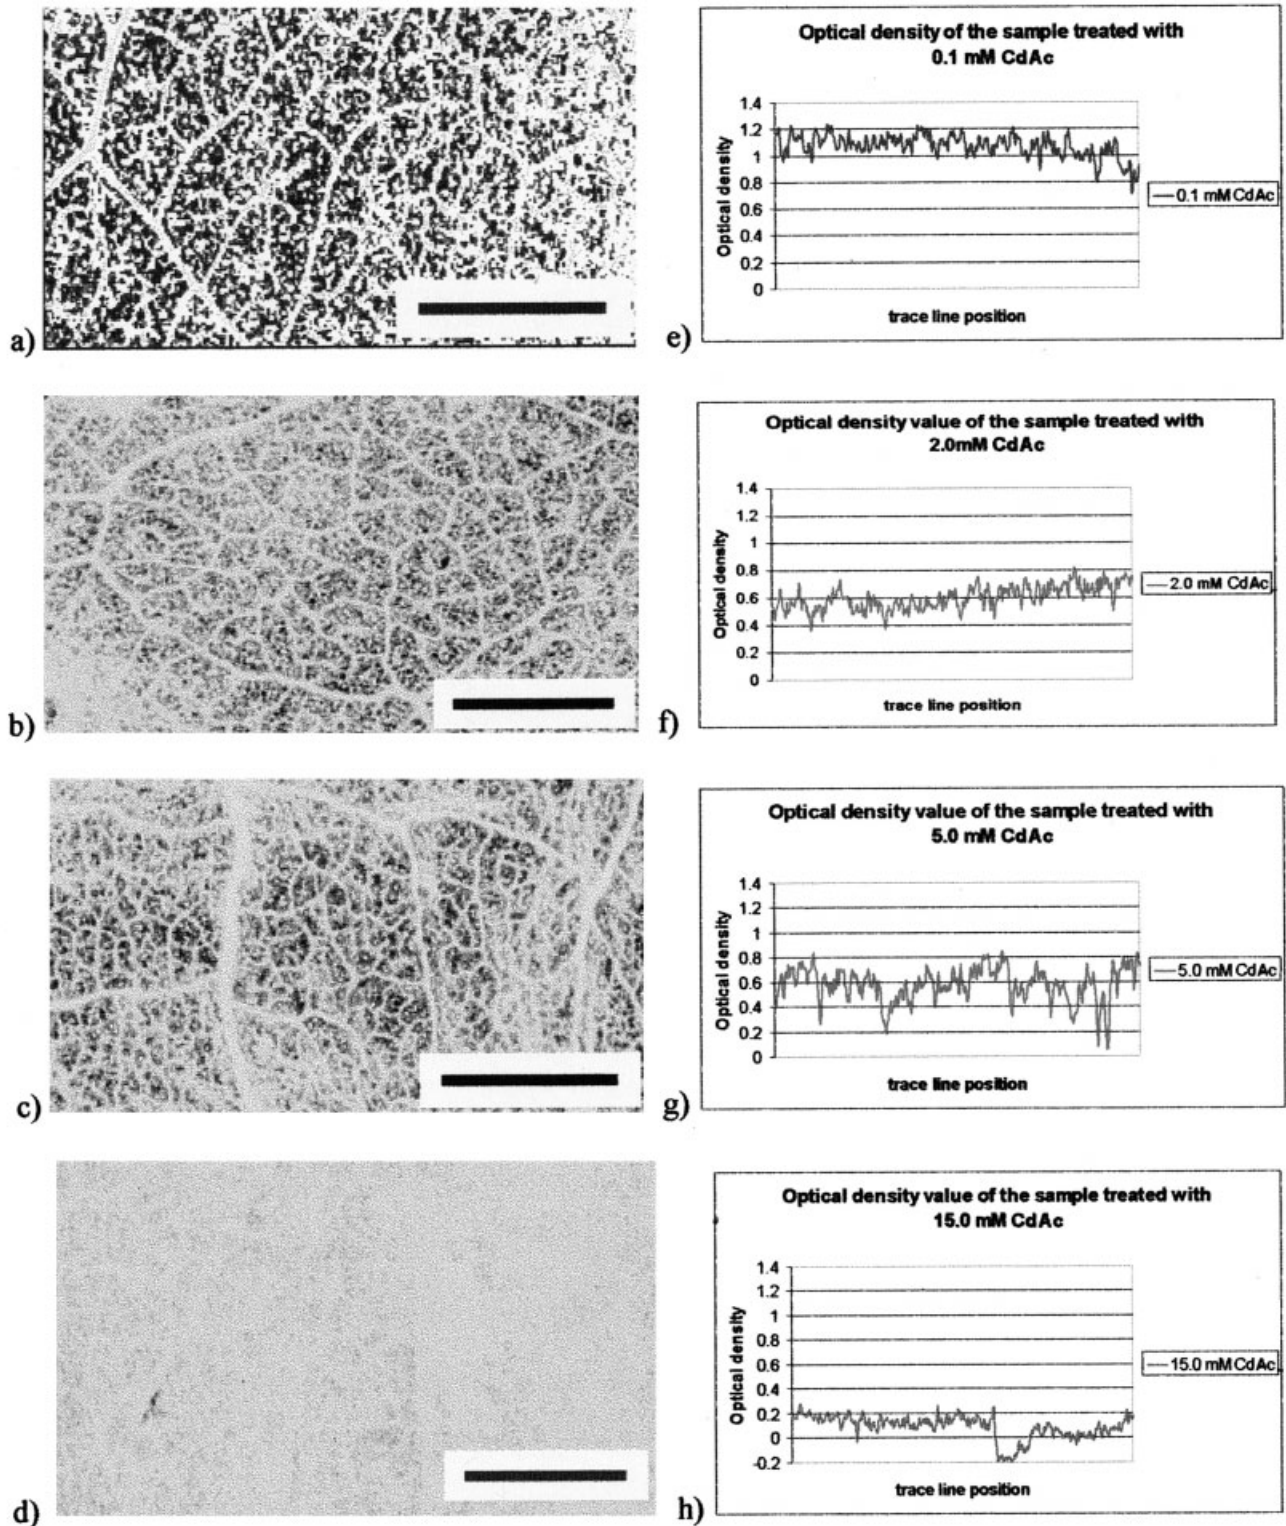 a)
Optical density of the sample treated with
0.1 mM CdAc
1.4
1.2
1
0.8
0.6
0.4
0.2
0
Optical density
trace line position
0.1 mM CdAc
e)
b)
Optical density value of the sample treated with
2.0mM CdAc
1.4
1.2
1
0.8
0.6
0.4
0.2
0
Optical density
trace line position
2.0 mM CdAc
f)
c)
Optical density value of the sample treated with
5.0 mM CdAc
1.4
1.2
1
0.8
0.6
0.4
0.2
0
Optical density
trace line position
5.0 mM CdAc
g)
d)
Optical density value of the sample treated with
15.0 mM CdAc
1.4
1.2
1
0.8
0.6
0.4
0.2
0
-0.2
Optical density
trace line position
15.0 mM CdAc
h)